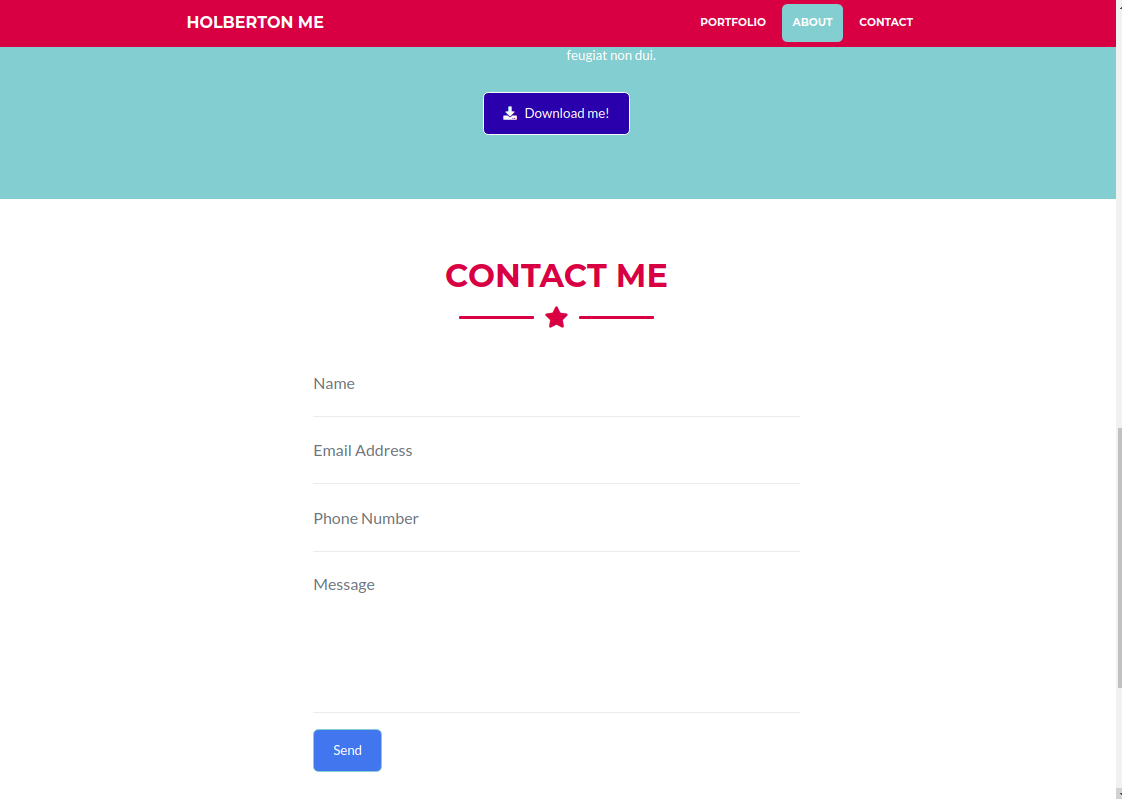 HOLBERTON ME
PORTFOLIO
ABOUT
CONTACT
feugiat non dui.
Download me!
CONTACT ME
Name
Email Address
Phone Number
Message
Send